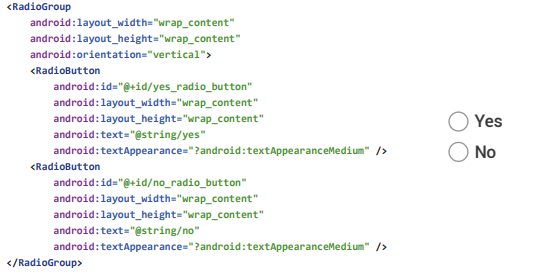 <RadioGroup
android:layout_width="wrap_content"
android:layout_height="wrap_content"
android:orientation="vertical">
<RadioButton
android:id="@+id/yes_radio_button"
android:layout_width="wrap_content"
android:layout_height="wrap_content"
android:text="@string/yes"
android:textAppearance="?android:textAppearanceMedium" />
<RadioButton
android:id="@+id/no_radio_button"
android:layout_width="wrap_content"
android:layout_height="wrap_content"
android:text="@string/no"
android:textAppearance="?android:textAppearanceMedium" />
</RadioGroup>
Yes
No